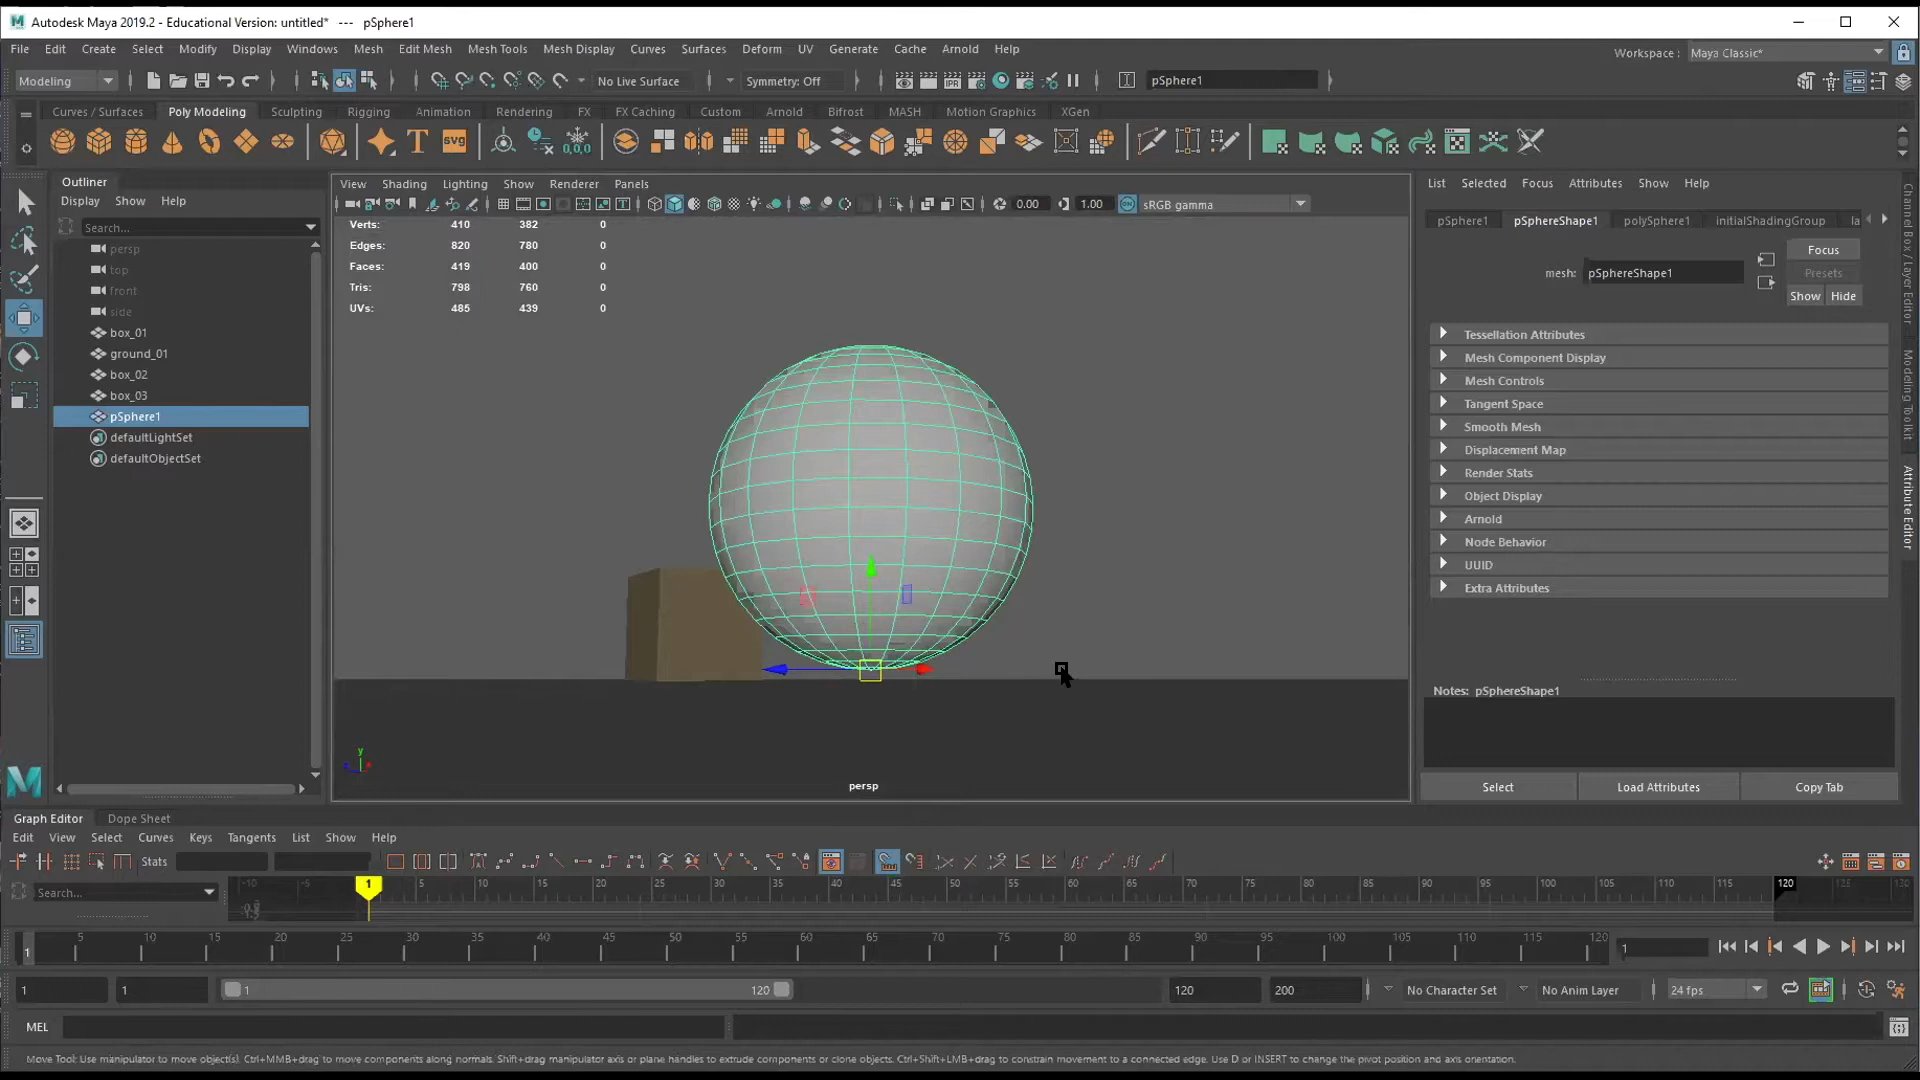 Autodesk Maya 2019.2 - Educational Version: untitled* --- pSphere1
File Edit Create Select Modify Display Windows Mesh Edit Mesh Mesh Tools Mesh Display Curves Surfaces Deform UV Generate Cache Arnold Help
Workspace : Maya Classic*
Modeling No Live Surface Symmetry: Off pSphere1
Curves / Surfaces Poly Modeling Sculpting Rigging Animation Rendering FX FX Caching Custom Arnold Bifrost MASH Motion Graphics XGen
Outliner
Display Show Help
Search...
persp
top
front
side
box_01
ground_01
box_02
box_03
pSphere1
defaultLightSet
defaultObjectSet
View Shading Lighting Show Renderer Panels
0.00 1.00 sRGB gamma
Verts: 410 382 0
Edges: 820 780 0
Faces: 419 400 0
Tris: 798 760 0
UVs: 485 439 0
persp
List Selected Focus Attributes Show Help
pSphere1 pSphereShape1 polySphere1 initialShadingGroup la
Focus
mesh: pSphereShape1
Presets
Show Hide
Tessellation Attributes
Mesh Component Display
Mesh Controls
Tangent Space
Smooth Mesh
Displacement Map
Render Stats
Object Display
Arnold
Node Behavior
UUID
Extra Attributes
Notes: pSphereShape1
Select Load Attributes Copy Tab
Channel Box / Layer Editor
Modeling Toolkit
Attribute Editor
Graph Editor Dope Sheet
Edit View Select Curves Keys Tangents List Show Help
Stats
Search...
-10 -5 1 5 10 15 20 25 30 35 40 45 50 55 60 65 70 75 80 85 90 95 100 105 110 115 120 125 130
1 5 10 15 20 25 30 35 40 45 50 55 60 65 70 75 80 85 90 95 100 105 110 115 120 1
1 1 1 120 120 200 No Character Set No Anim Layer 24 fps
MEL
Move Tool: Use manipulator to move object(s). Ctrl+MMB+drag to move components along normals. Shift+drag manipulator axis or plane handles to extrude components or clone objects. Ctrl+Shift+LMB+drag to constrain movement to a connected edge. Use D or INSERT to change the pivot position and axis orientation.